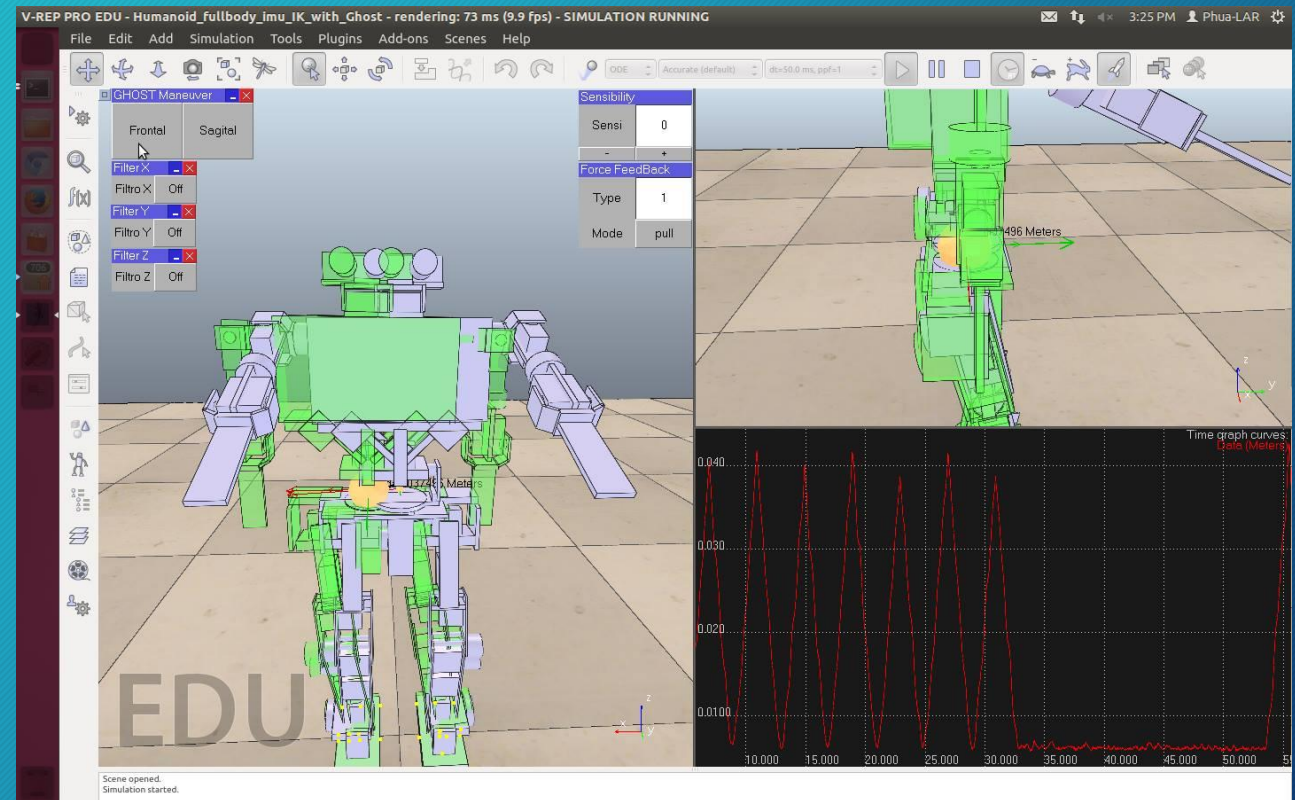 V-REP PRO EDU - Humanoid_fullbody_imu_IK_with_Ghost - rendering: 73 ms (9.9 fps) - SIMULATION RUNNING
3:25 PM Phua-LAR
File Edit Add Simulation Tools Plugins Add-ons Scenes Help
ODE Accurate (default) dt=50.0 ms, ppf=1
GHOST Maneuver
Frontal Sagital
Filter X
Filtro X Off
Filter Y
Filtro Y Off
Filter Z
Filtro Z Off
Sensibility
Sensi 0
- +
Force FeedBack
Type 1
Mode pull
f(x)
Meters
EDU
x z y
496 Meters
z y x
Time graph curves:
Data (Meters)
0.040
0.030
0.020
0.0100
10.000 15.000 20.000 25.000 30.000 35.000 40.000 45.000 50.000
Scene opened.
Simulation started.